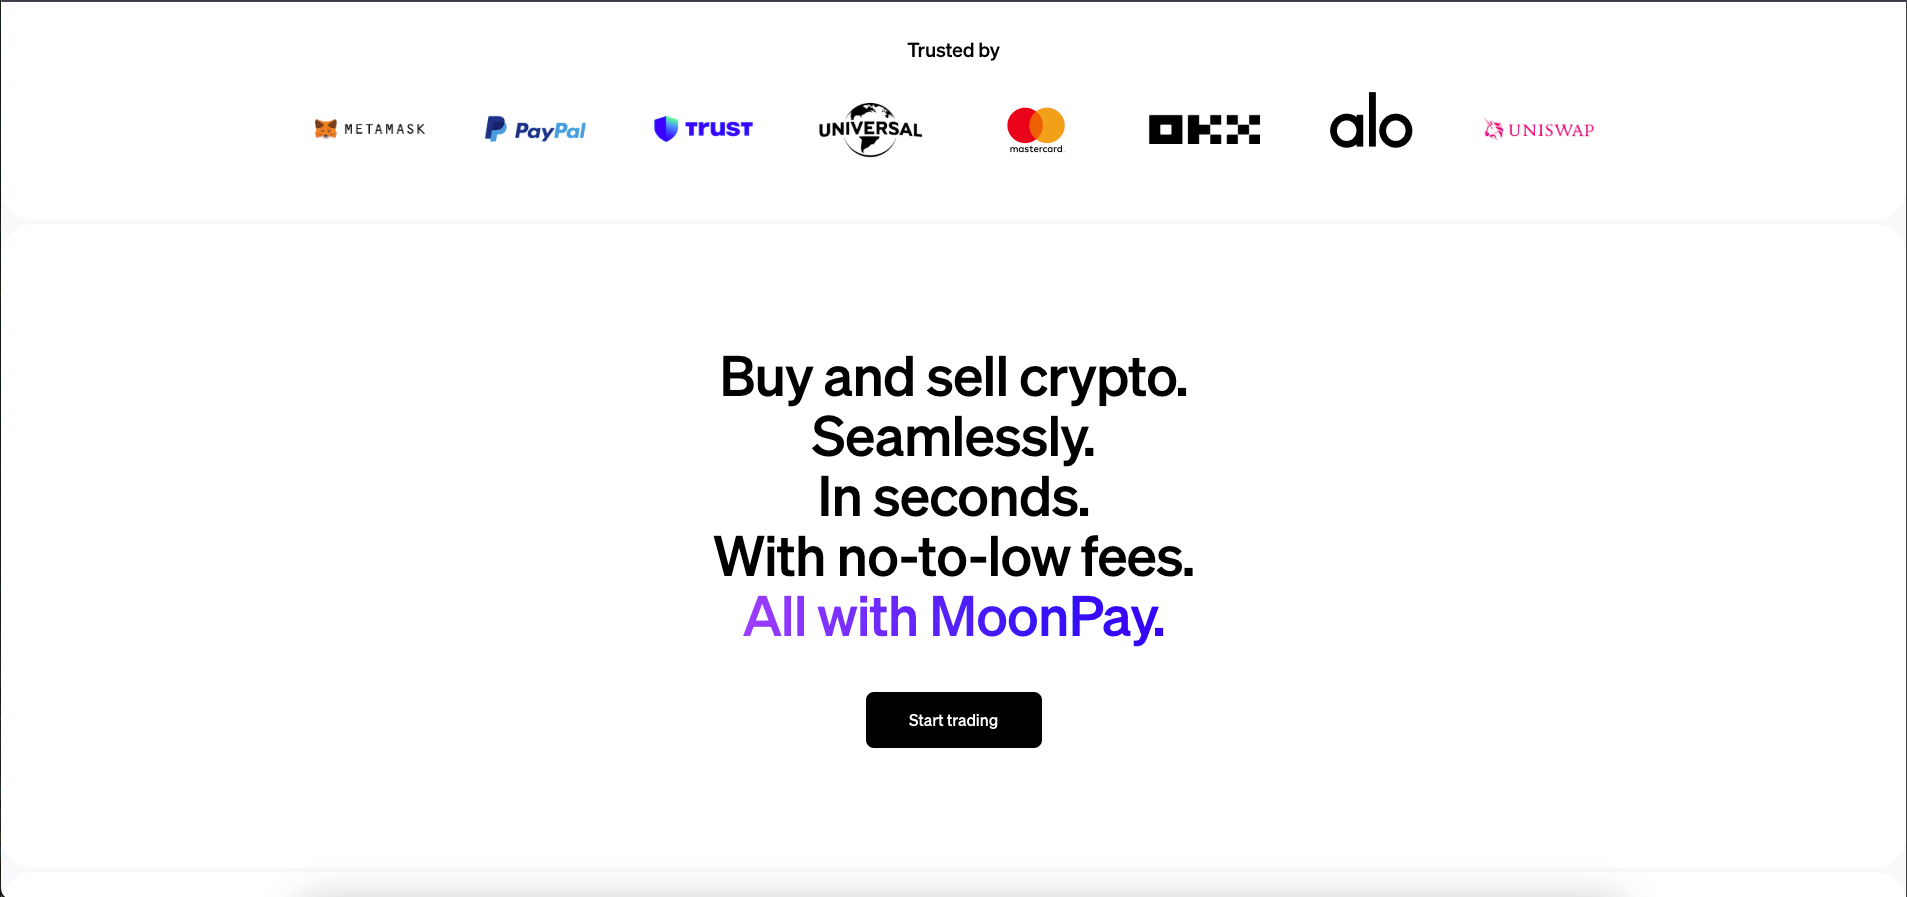 Trusted by
METAMASK
PayPal
TRUST
UNIVERSAL
mastercard.
OKX
alo
UNISWAP
Buy and sell crypto.
Seamlessly.
In seconds.
With no-to-low fees.
All with MoonPay.
Start trading